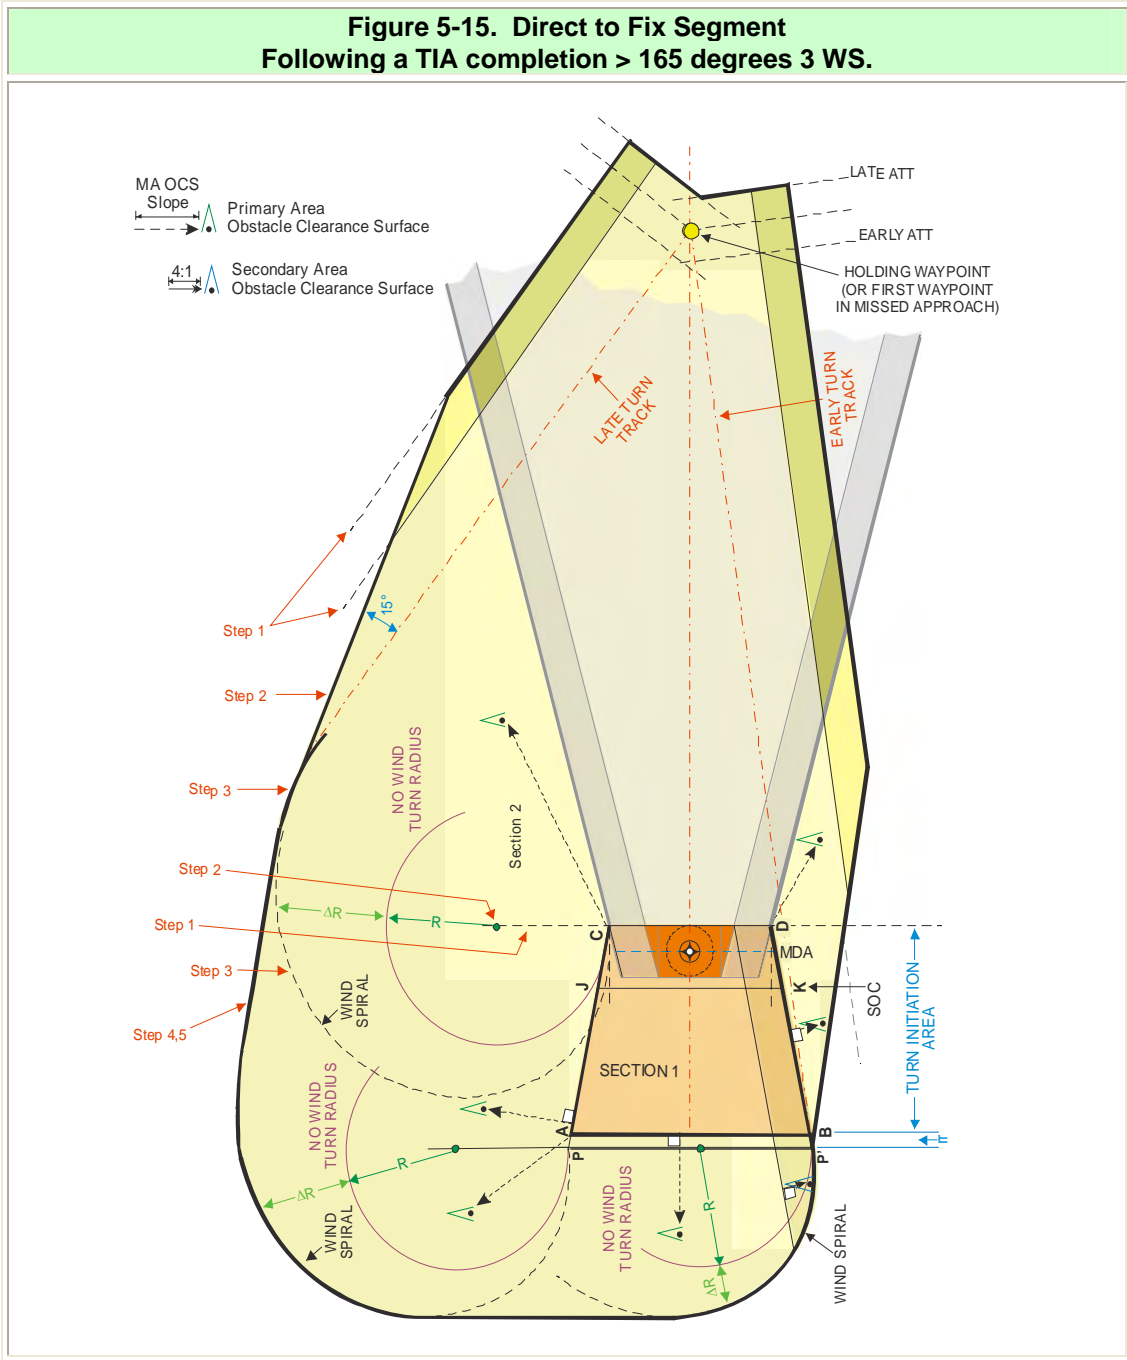 Figure 5-15. Direct to Fix Segment
Following a TIA completion > 165 degrees 3 WS.
MA OCS
Slope
Primary Area
Obstacle Clearance Surface
4:1
Secondary Area
Obstacle Clearance Surface
LATE ATT
EARLY ATT
HOLDING WAYPOINT
(OR FIRST WAYPOINT
IN MISSED APPROACH)
LATE TURN
TRACK
EARLY TURN
TRACK
15°
Step 1
Step 2
Step 3
NO WIND
TURN RADIUS
Section 2
Step 2
ΔR
R
Step 1
C
D
MDA
Step 3
WIND
SPIRAL
J
K
SOC
TURN INITIATION
AREA
Step 4,5
SECTION 1
NO WIND
TURN RADIUS
A
B
rr
P
P'
R
ΔR
WIND
SPIRAL
NO WIND
TURN RADIUS
R
ΔR
WIND SPIRAL